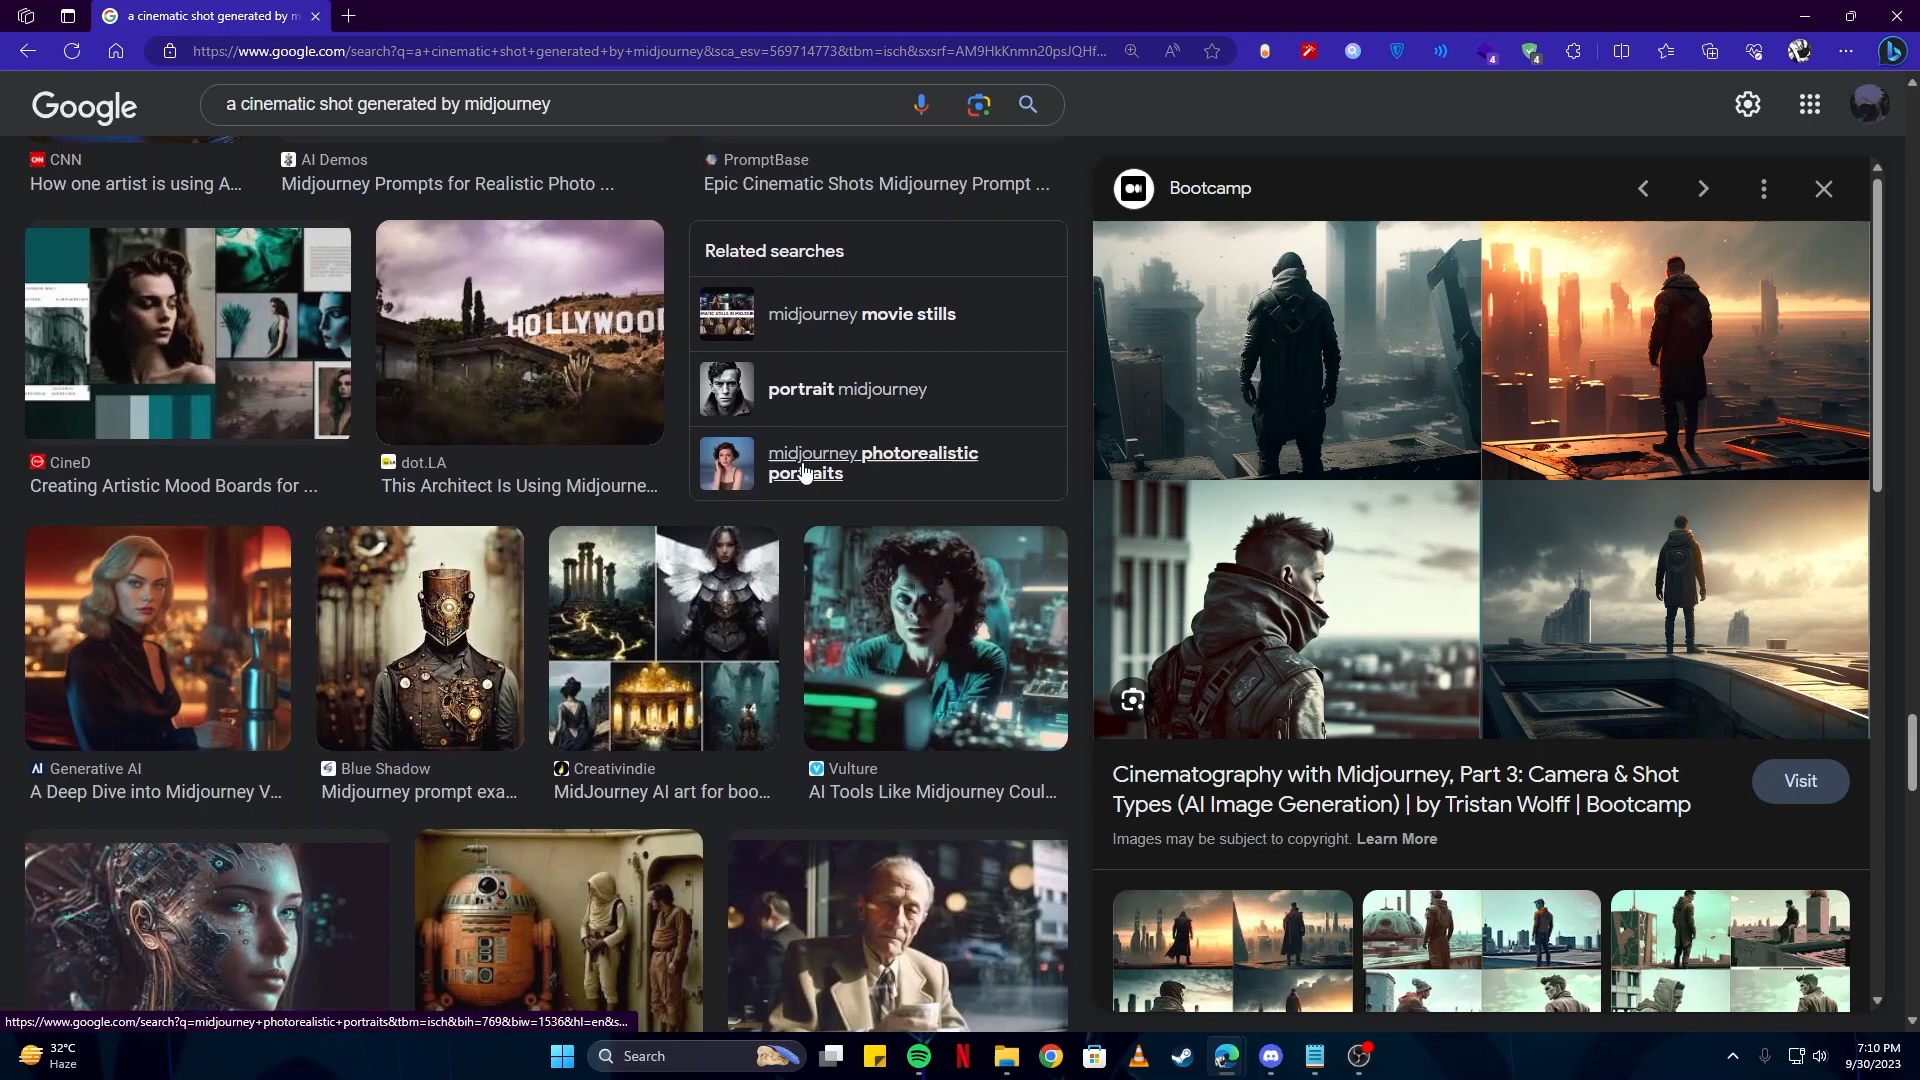 a cinematic shot generated by m
https://www.google.com/search?q=a+cinematic+shot+generated+by+midjourney&sca_esv=569714773&tbm=isch&sxsrf=AM9HkKnmn20psJQHf...
4
4
Google
a cinematic shot generated by midjourney
CNN
How one artist is using A...
AI Demos
Midjourney Prompts for Realistic Photo ...
PromptBase
Epic Cinematic Shots Midjourney Prompt ...
Bootcamp
HOLLYWOO
Related searches
midjourney movie stills
portrait midjourney
midjourney photorealistic
portraits
CineD
Creating Artistic Mood Boards for ...
dot.LA
This Architect Is Using Midjourne...
+4
Generative AI
A Deep Dive into Midjourney V...
Blue Shadow
Midjourney prompt exa...
Creativindie
MidJourney AI art for boo...
Vulture
AI Tools Like Midjourney Coul...
Cinematography with Midjourney, Part 3: Camera & Shot
Types (AI Image Generation) | by Tristan Wolff | Bootcamp
Visit
Images may be subject to copyright. Learn More
https://www.google.com/search?q=midjourney+photorealistic+portraits&tbm=isch&bih=769&biw=1536&hl=en&s...
32°C
Haze
Search
7:10 PM
9/30/2023